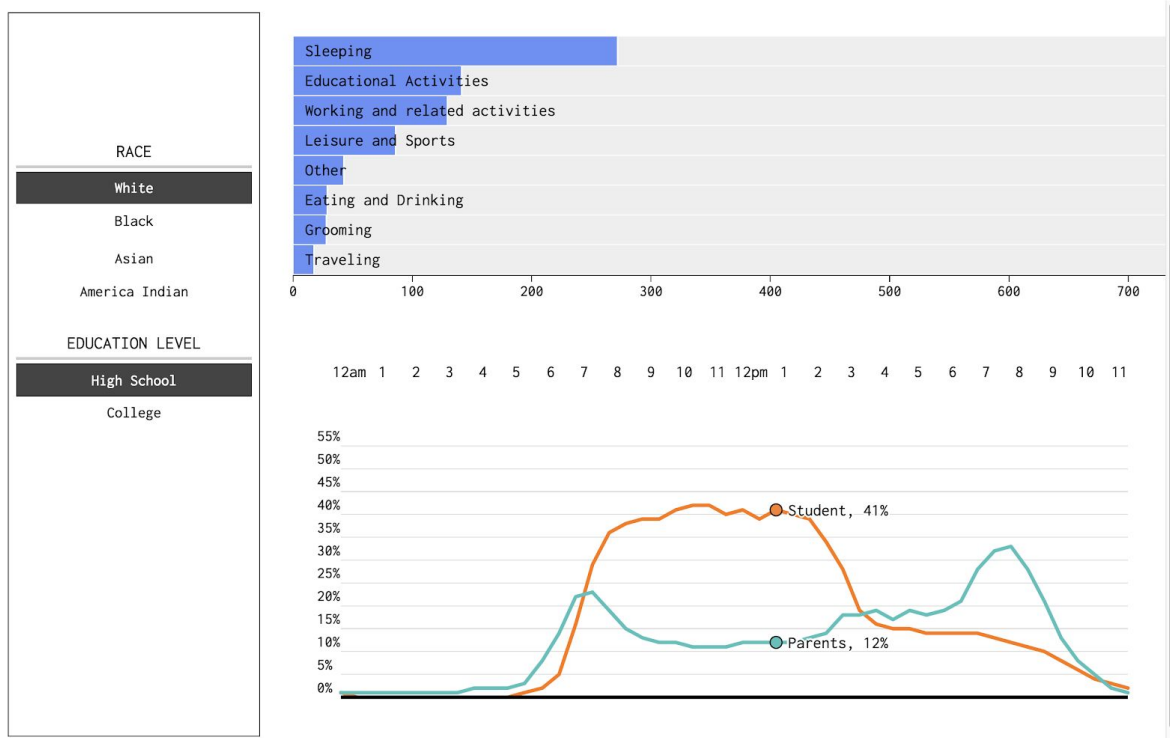 RACE
White
Black
Asian
America Indian
EDUCATION LEVEL
High School
College
Sleeping
Educational Activities
Working and related activities
Leisure and Sports
Other
Eating and Drinking
Grooming
Traveling
0 100 200 300 400 500 600 700
12am 1 2 3 4 5 6 7 8 9 10 11 12pm 1 2 3 4 5 6 7 8 9 10 11
55%
50%
45%
40%
Student, 41%
35%
30%
25%
20%
15%
10%
Parents, 12%
5%
0%